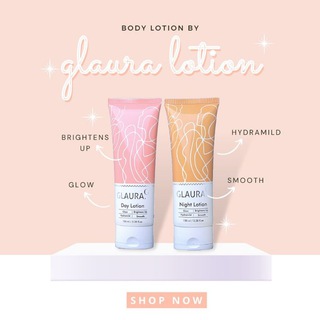 BODY LOTION BY
glaura lotion
BRIGHTENS
UP
HYDRAMILD
GLOW
SMOOTH
GLAURA
Day Lotion
GLAURA
Night Lotion
SHOP NOW